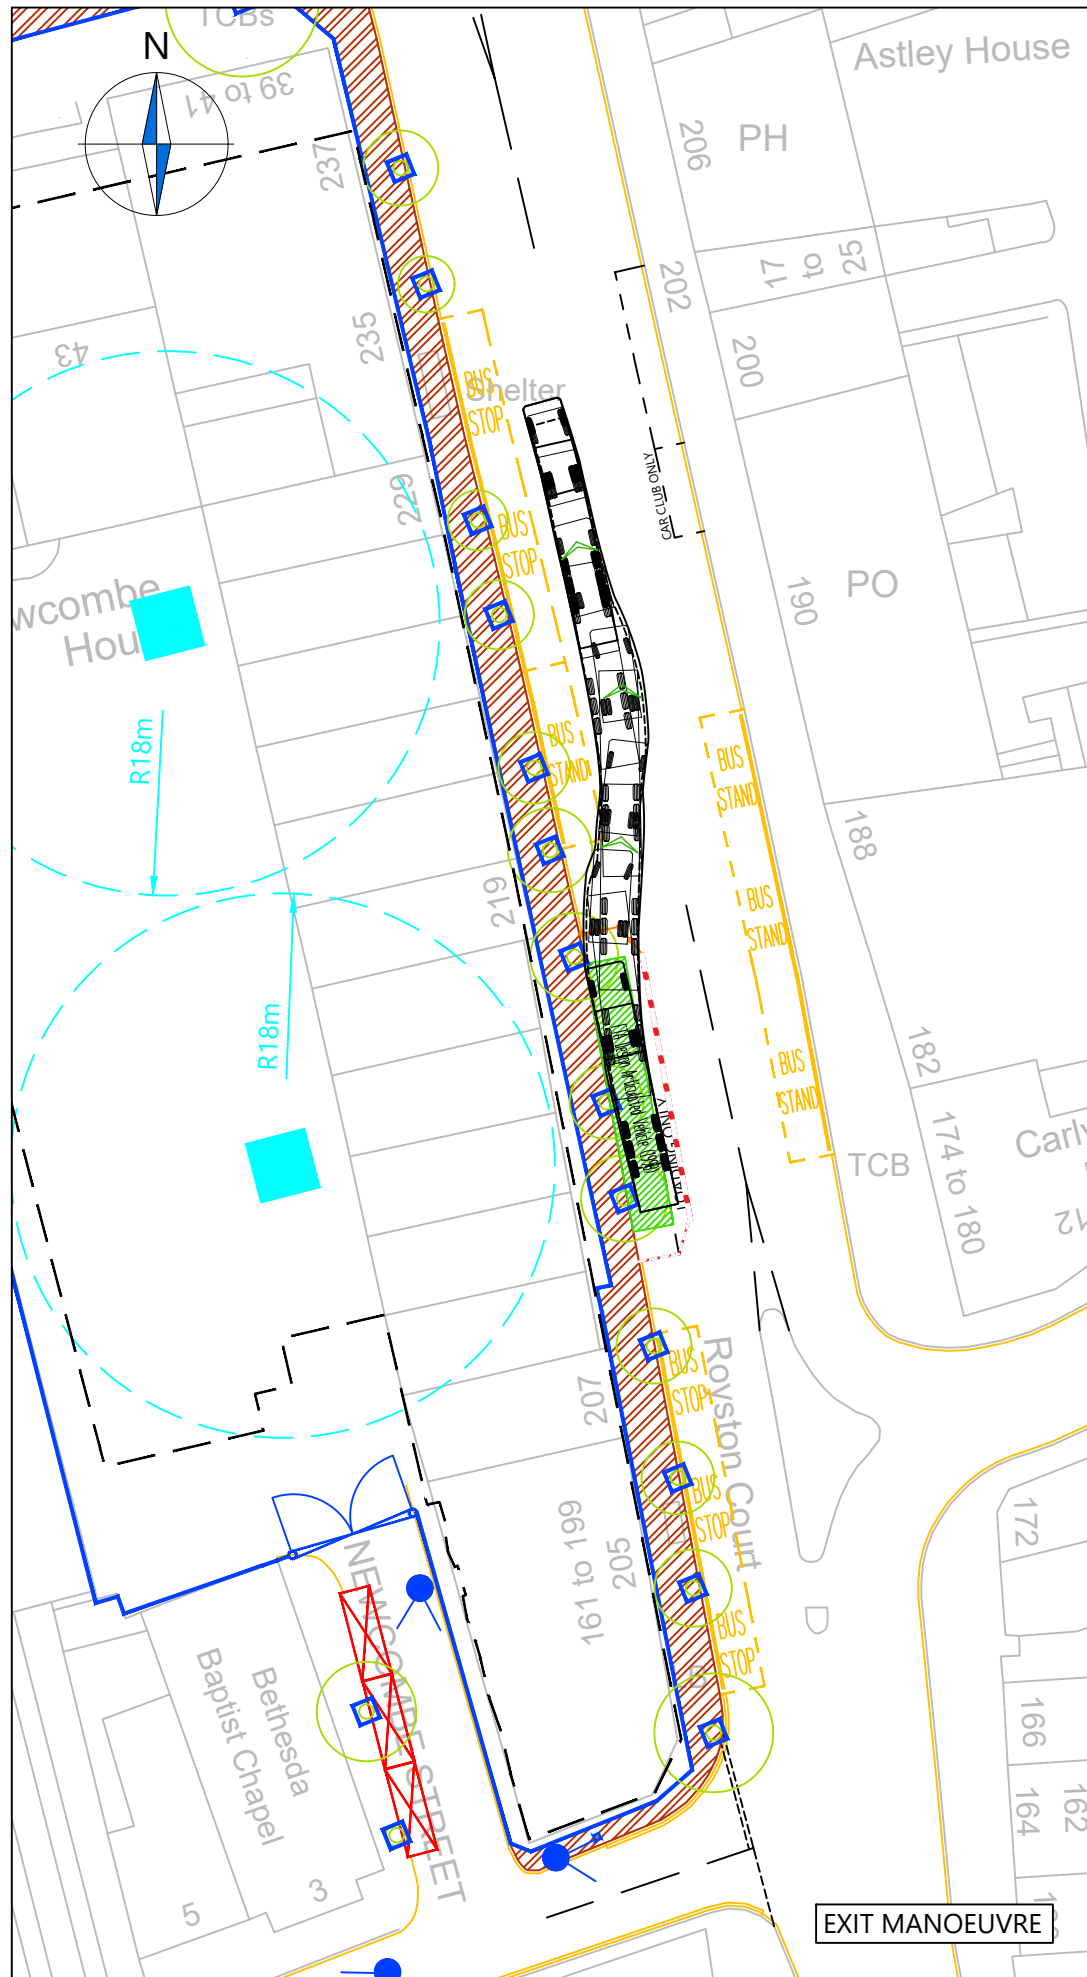 TCBs
N
39 to 41
Astley House
PH
206
237
17
to
25
202
235
200
43
BUS
STOP
Shelter
CAR CLUB ONLY
229
BUS
STOP
190
PO
wcombe
Hou
R18m
BUS
STAND
BUS
STAND
188
219
BUS
STAND
R18m
182
BUS
STAND
174 to 180
TCB
Carly
12
LOADING ONLY
207
BUS
STOP
Royston Court
BUS
STOP
161 to 199
205
172
NEWCOMBE STREET
BUS
STOP
Bethesda
Baptist Chapel
166
164
162
3
5
EXIT MANOEUVRE